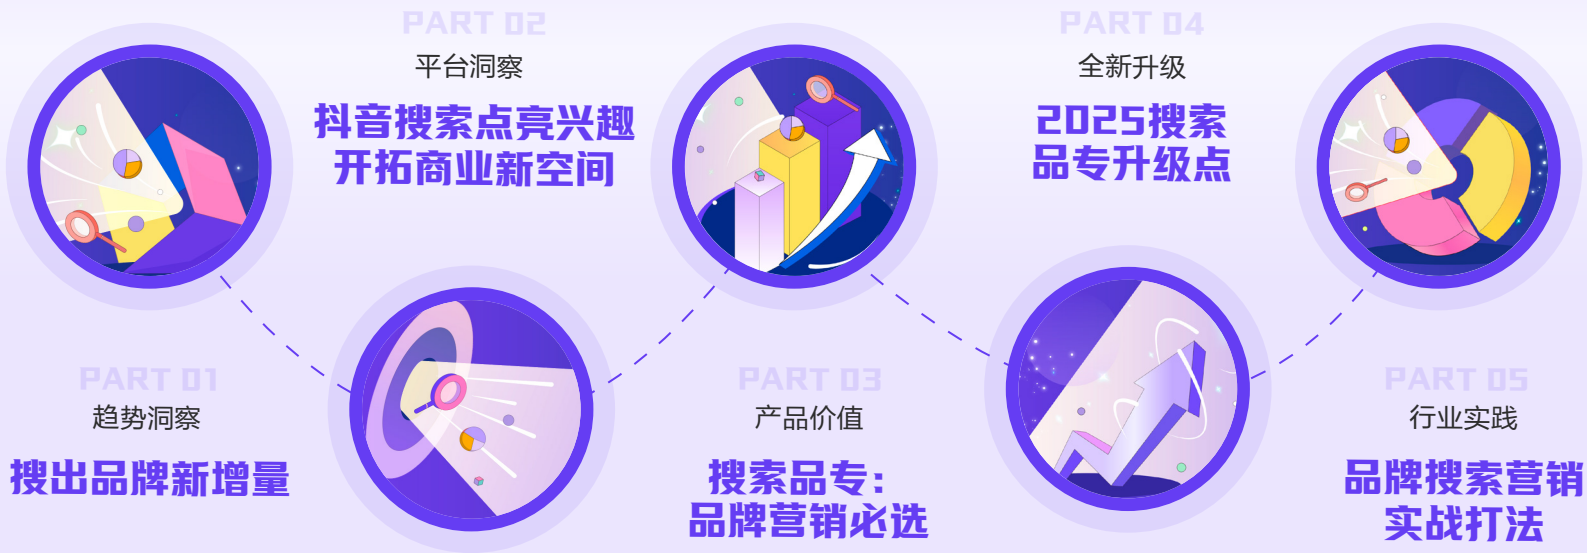 PART 01
趋势洞察
搜出品牌新增量
PART 02
平台洞察
抖音搜索点亮兴趣
开拓商业新空间
PART 03
产品价值
搜索品专：
品牌营销必选
PART 04
全新升级
2025搜索
品专升级点
PART 05
行业实践
品牌搜索营销
实战打法